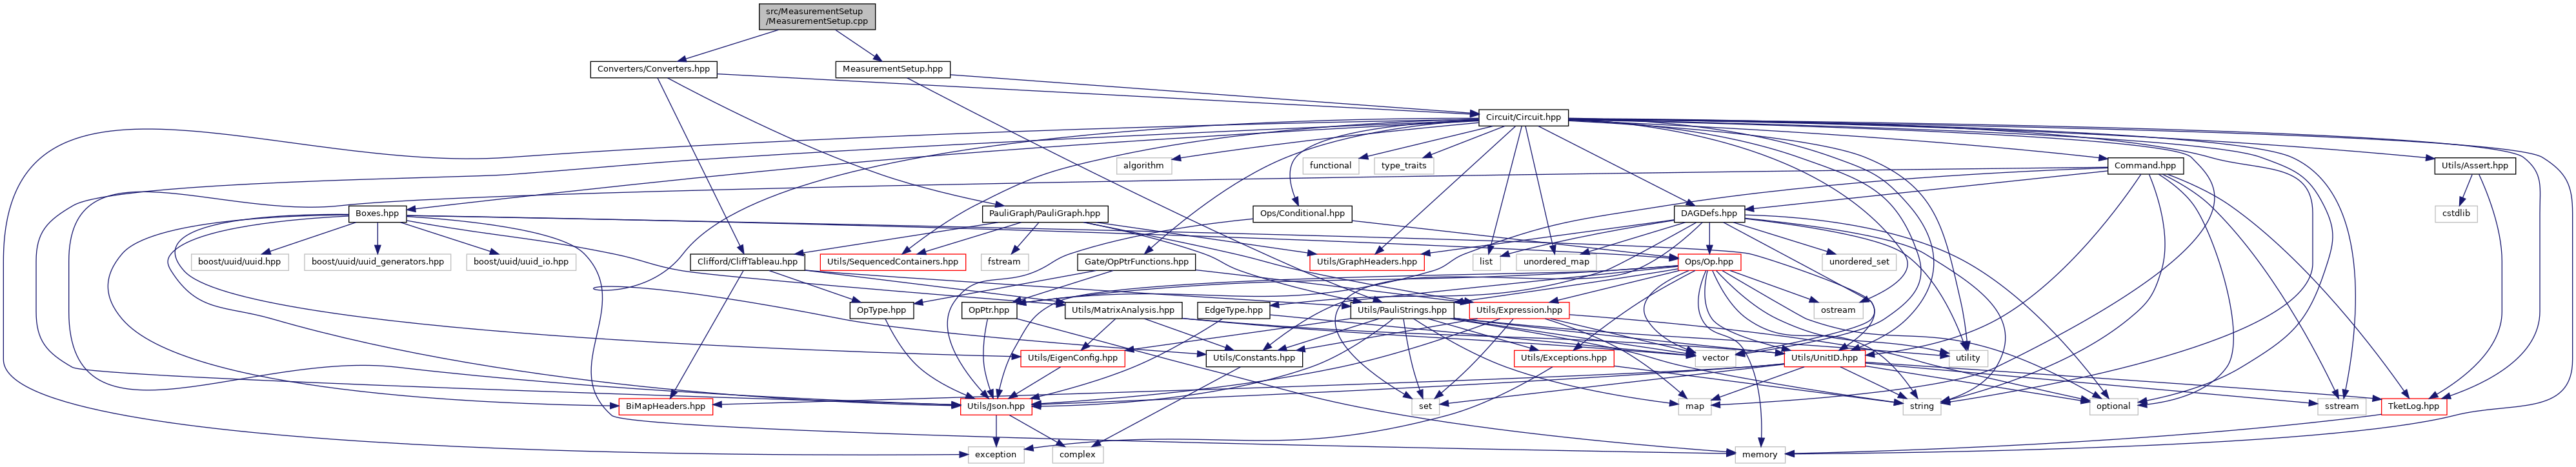 src/MeasurementSetup
/MeasurementSetup.cpp
Converters/Converters.hpp
MeasurementSetup.hpp
Circuit/Circuit.hpp
algorithm
functional
type_traits
Command.hpp
Utils/Assert.hpp
Boxes.hpp
PauliGraph/PauliGraph.hpp
Ops/Conditional.hpp
DAGDefs.hpp
cstdlib
boost/uuid/uuid.hpp
boost/uuid/uuid_generators.hpp
boost/uuid/uuid_io.hpp
Clifford/CliffTableau.hpp
Utils/SequencedContainers.hpp
fstream
Gate/OpPtrFunctions.hpp
Utils/GraphHeaders.hpp
list
unordered_map
Ops/Op.hpp
unordered_set
OpType.hpp
OpPtr.hpp
Utils/MatrixAnalysis.hpp
EdgeType.hpp
Utils/PauliStrings.hpp
Utils/Expression.hpp
ostream
Utils/EigenConfig.hpp
Utils/Constants.hpp
Utils/Exceptions.hpp
vector
Utils/UnitID.hpp
utility
BiMapHeaders.hpp
Utils/Json.hpp
set
map
string
optional
sstream
TketLog.hpp
exception
complex
memory